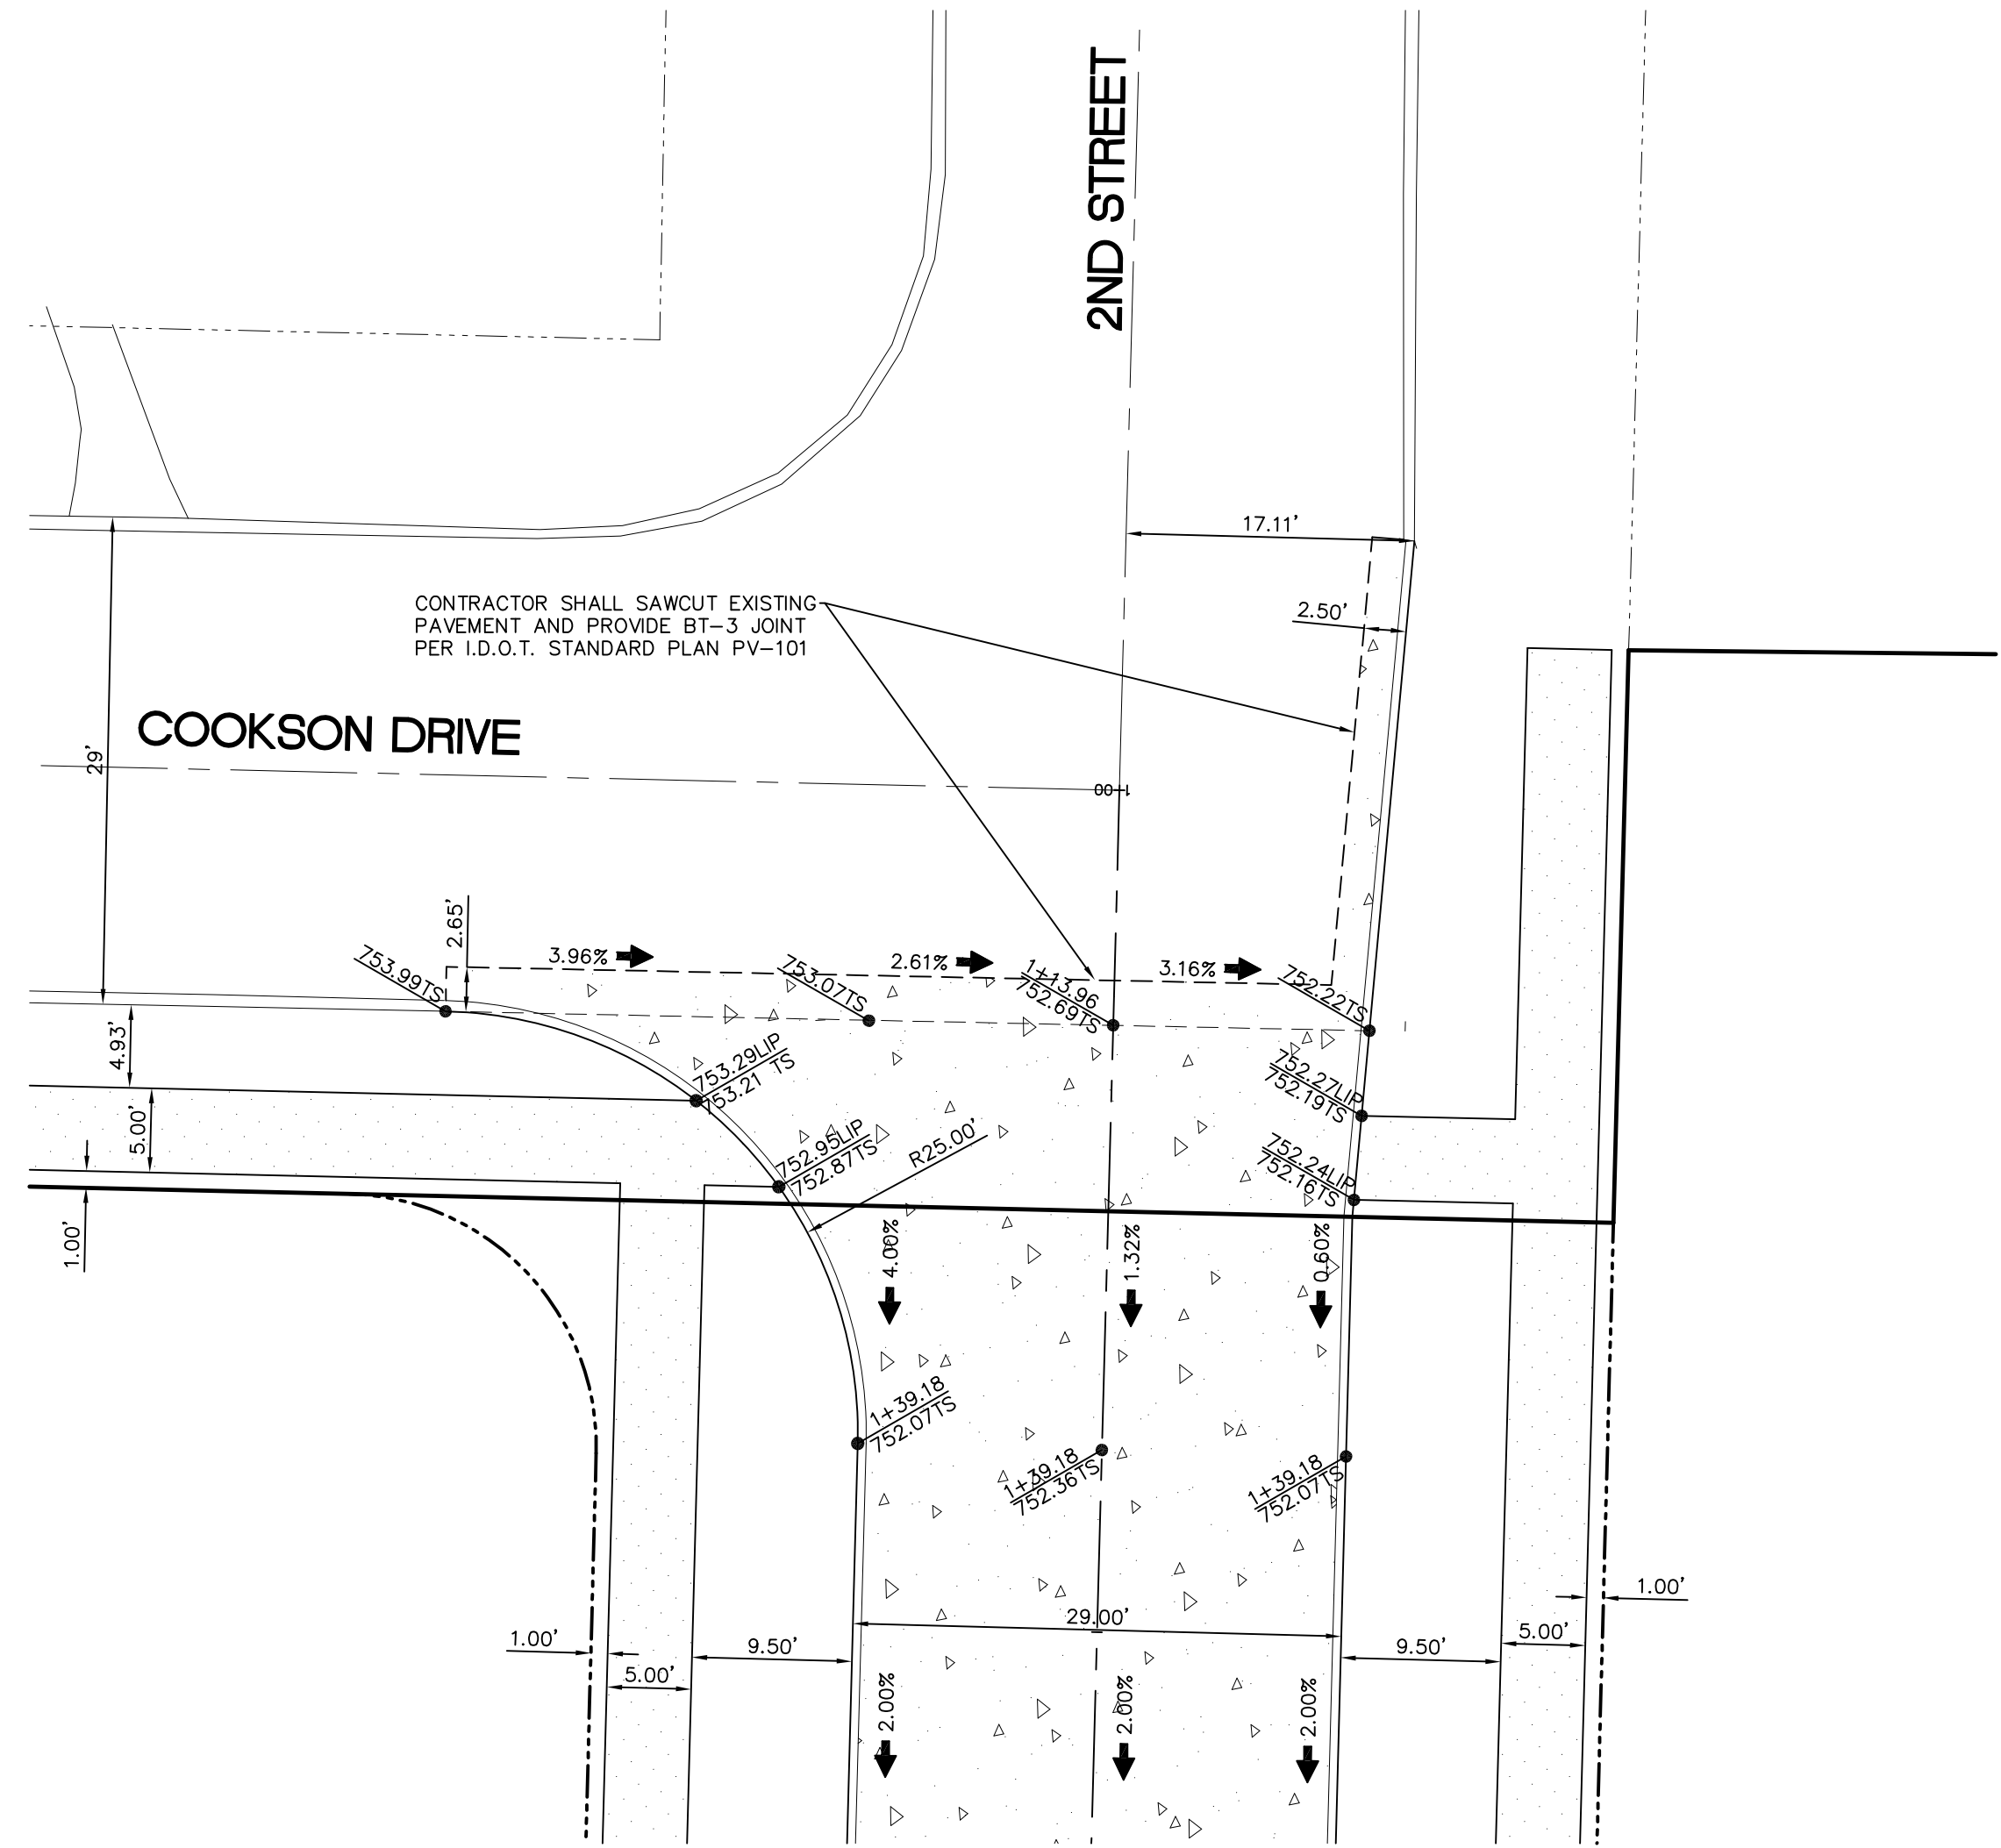 2ND STREET
17.11'
2.50'
CONTRACTOR SHALL SAWCUT EXISTING
PAVEMENT AND PROVIDE BT-3 JOINT
PER I.D.O.T. STANDARD PLAN PV-101
COOKSON DRIVE
29'
1+00
2.65'
753.99TS
3.96%
753.07TS
2.61%
1+13.96
752.69TS
3.16%
752.22TS
4.93'
753.29LIP
53.21 TS
752.27LIP
752.19TS
5.00'
752.95LIP
752.87TS
R25.00'
752.24LIP
752.16TS
1.00'
4.00%
1.32%
0.60%
1+39.18
752.07TS
1+39.18
752.36TS
1+39.18
752.07TS
29.00'
1.00'
1.00'
5.00'
9.50'
9.50'
5.00'
2.00%
2.00%
2.00%